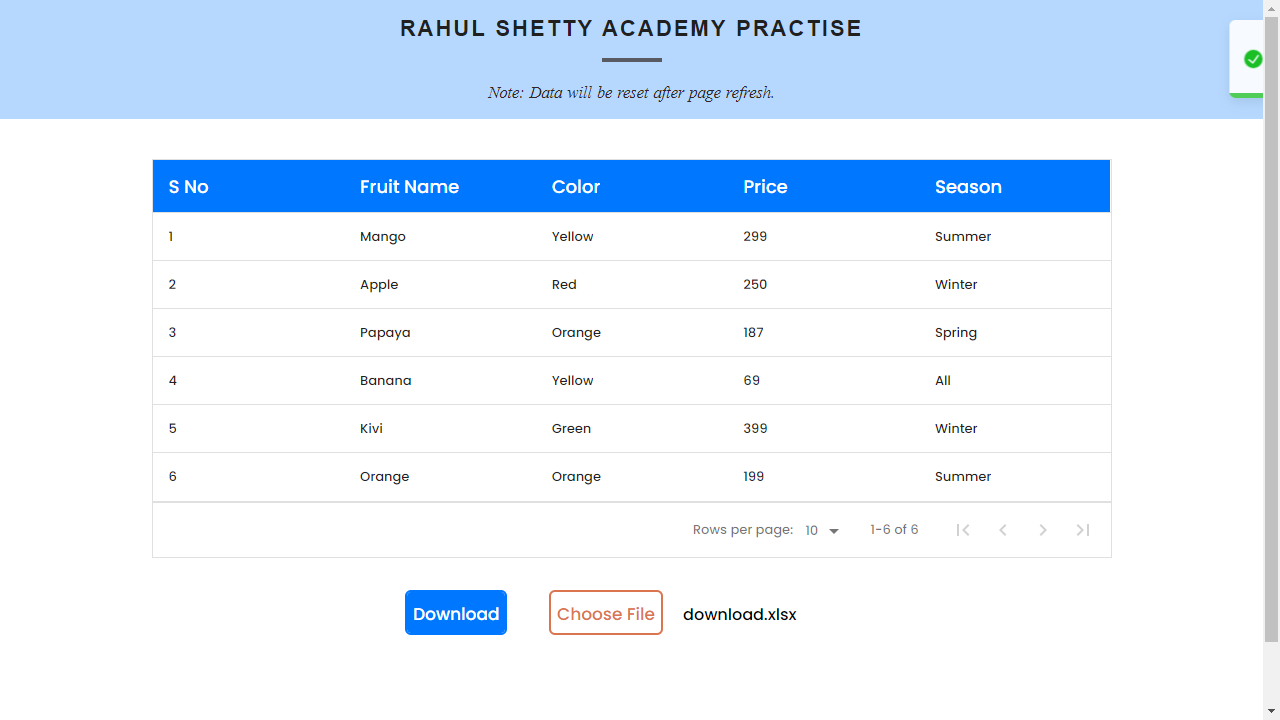 RAHUL SHETTY ACADEMY PRACTISE
Note: Data will be reset after page refresh.
S No Fruit Name Color Price Season
1 Mango Yellow 299 Summer
2 Apple Red 250 Winter
3 Papaya Orange 187 Spring
4 Banana Yellow 69 All
5 Kivi Green 399 Winter
6 Orange Orange 199 Summer
Rows per page: 10 1-6 of 6
Download Choose File download.xlsx